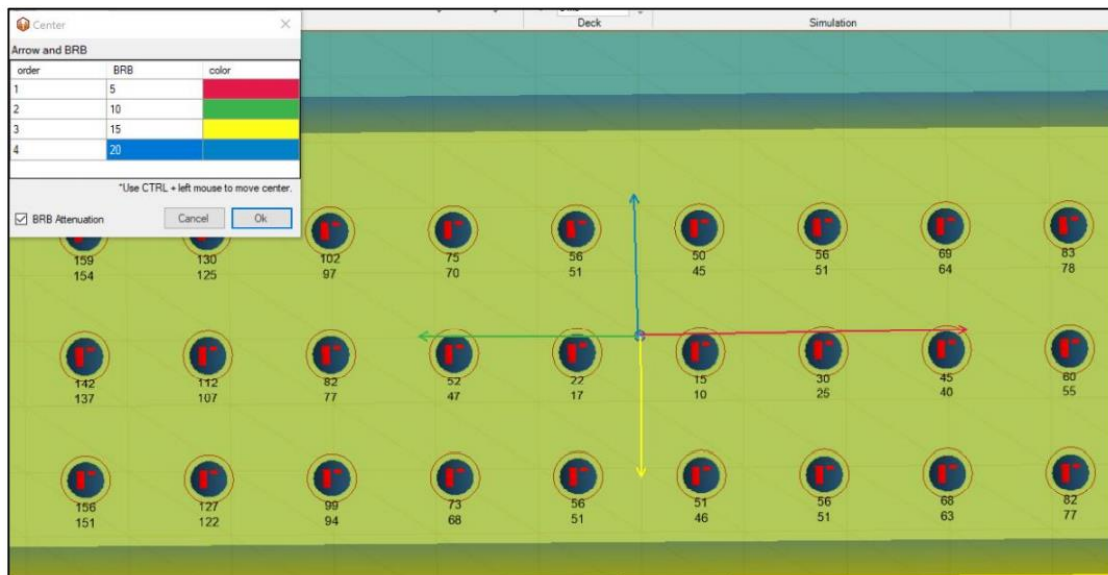 Center
Deck
Simulation
Arrow and BRB
order BRB color
1 5
2 10
3 15
4 20
*Use CTRL + left mouse to move center.
BRB Attenuation
Cancel
Ok
159 130 102 75 56 50 56 69 83
154 125 97 70 51 45 51 64 78
142 112 82 52 22 15 30 45 60
137 107 77 47 17 10 25 40 55
156 127 99 73 56 51 56 68 82
151 122 94 68 51 46 51 63 77